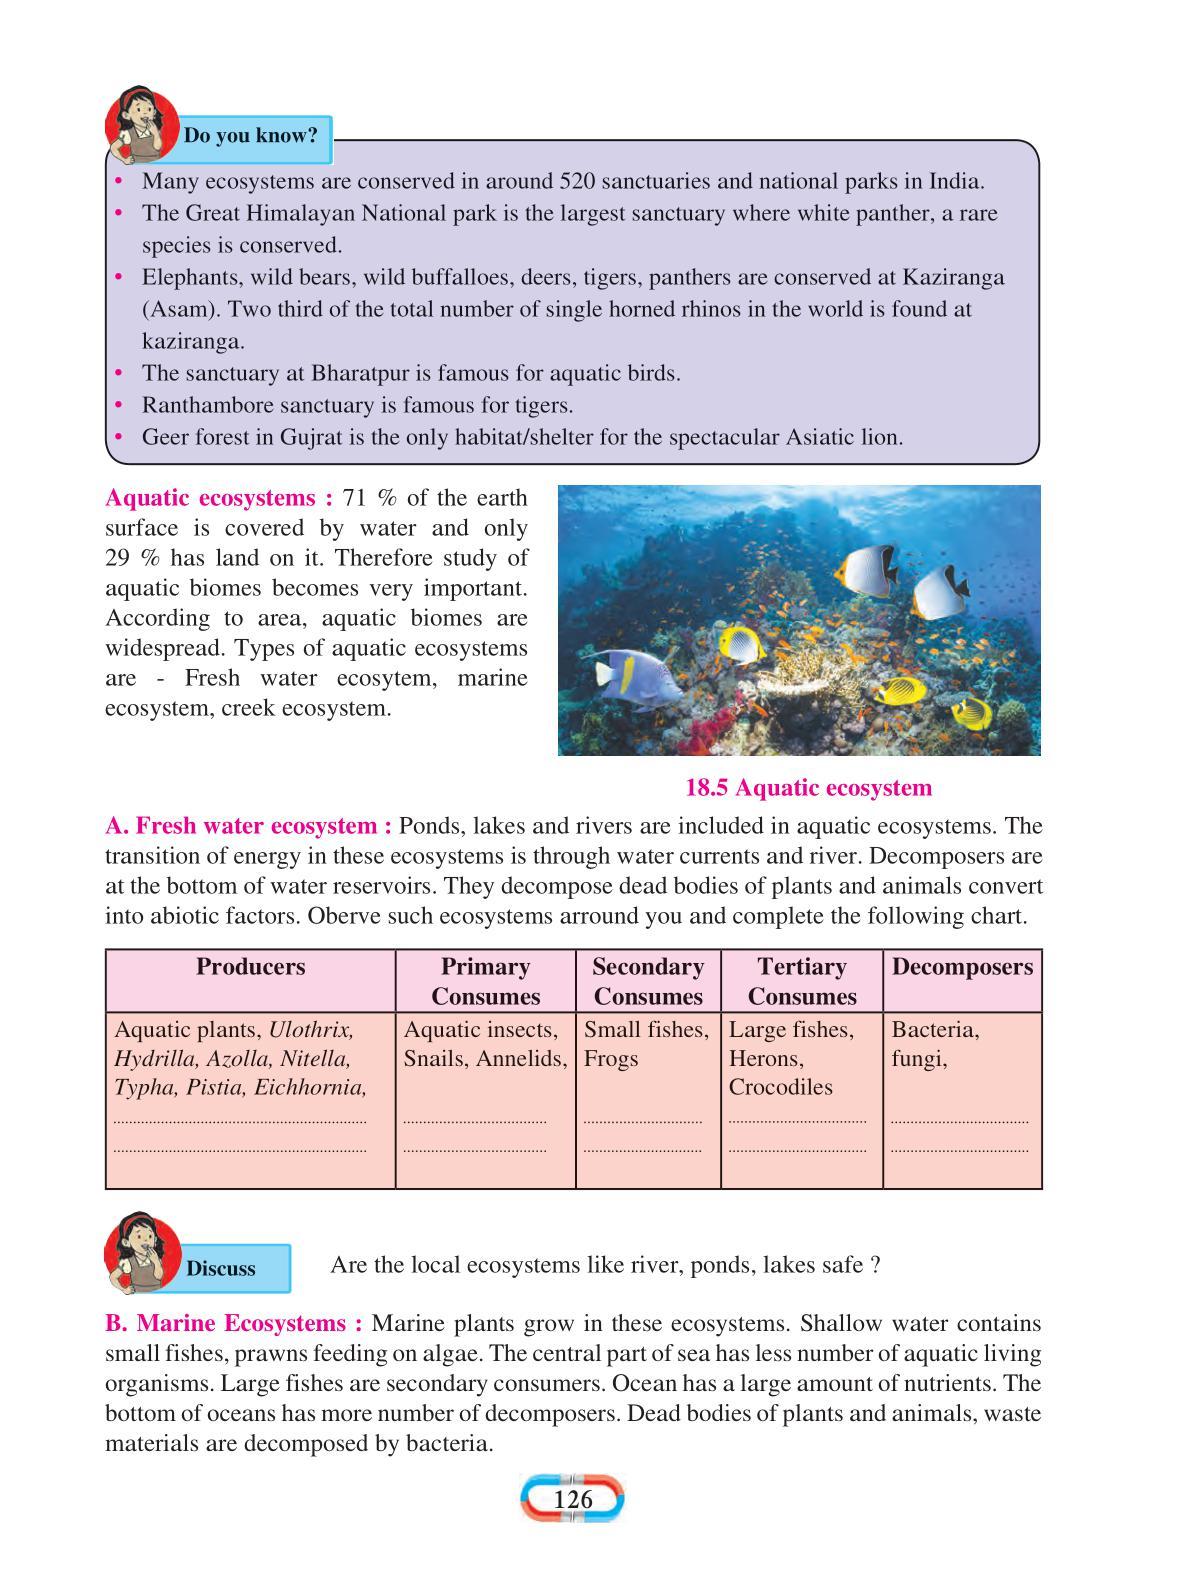 Do you know?
• Many ecosystems are conserved in around 520 sanctuaries and national parks in India.
• The Great Himalayan National park is the largest sanctuary where white panther, a rare
species is conserved.
• Elephants, wild bears, wild buffalloes, deers, tigers, panthers are conserved at Kaziranga
(Asam). Two third of the total number of single horned rhinos in the world is found at
kaziranga.
• The sanctuary at Bharatpur is famous for aquatic birds.
• Ranthambore sanctuary is famous for tigers.
• Geer forest in Gujrat is the only habitat/shelter for the spectacular Asiatic lion.
Aquatic ecosystems : 71 % of the earth
surface is covered by water and only
29 % has land on it. Therefore study of
aquatic biomes becomes very important.
According to area, aquatic biomes are
widespread. Types of aquatic ecosystems
are - Fresh water ecosytem, marine
ecosystem, creek ecosystem.
18.5 Aquatic ecosystem
A. Fresh water ecosystem : Ponds, lakes and rivers are included in aquatic ecosystems. The
transition of energy in these ecosystems is through water currents and river. Decomposers are
at the bottom of water reservoirs. They decompose dead bodies of plants and animals convert
into abiotic factors. Oberve such ecosystems arround you and complete the following chart.
Producers
Primary
Consumes
Secondary
Consumes
Tertiary
Consumes
Decomposers
Aquatic plants, Ulothrix,
Hydrilla, Azolla, Nitella,
Typha, Pistia, Eichhornia,
................................................................
................................................................
Aquatic insects,
Snails, Annelids,
....................................
....................................
Small fishes,
Frogs
..............................
..............................
Large fishes,
Herons,
Crocodiles
...................................
...................................
Bacteria,
fungi,
...................................
...................................
Discuss
Are the local ecosystems like river, ponds, lakes safe ?
B. Marine Ecosystems : Marine plants grow in these ecosystems. Shallow water contains
small fishes, prawns feeding on algae. The central part of sea has less number of aquatic living
organisms. Large fishes are secondary consumers. Ocean has a large amount of nutrients. The
bottom of oceans has more number of decomposers. Dead bodies of plants and animals, waste
materials are decomposed by bacteria.
126